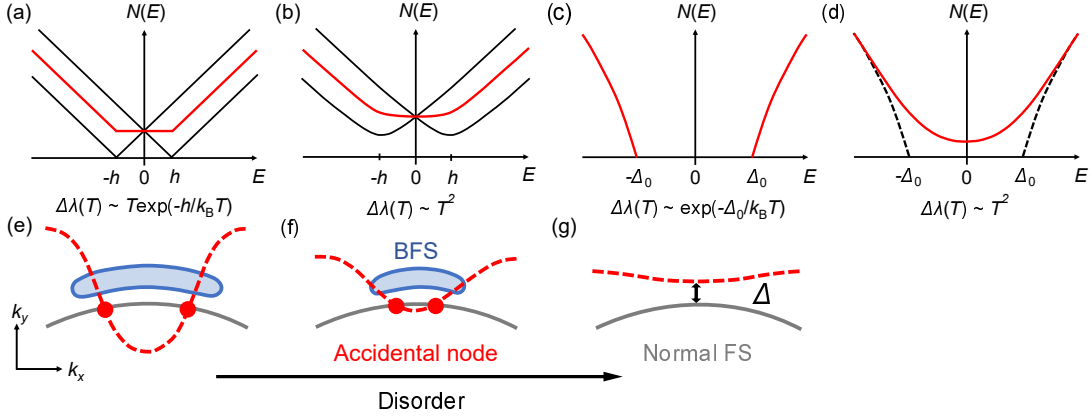 (a) N(E)
-h 0 h E
Δλ(T) ~ Texp(-h/kBT)
(b) N(E)
-h 0 h E
Δλ(T) ~ T²
(c) N(E)
-Δ₀ 0 Δ₀ E
Δλ(T) ~ exp(-Δ₀/kBT)
(d) N(E)
-Δ₀ 0 Δ₀ E
Δλ(T) ~ T²
(e)
ky
kx
(f)
BFS
Accidental node
(g)
Δ
Normal FS
Disorder